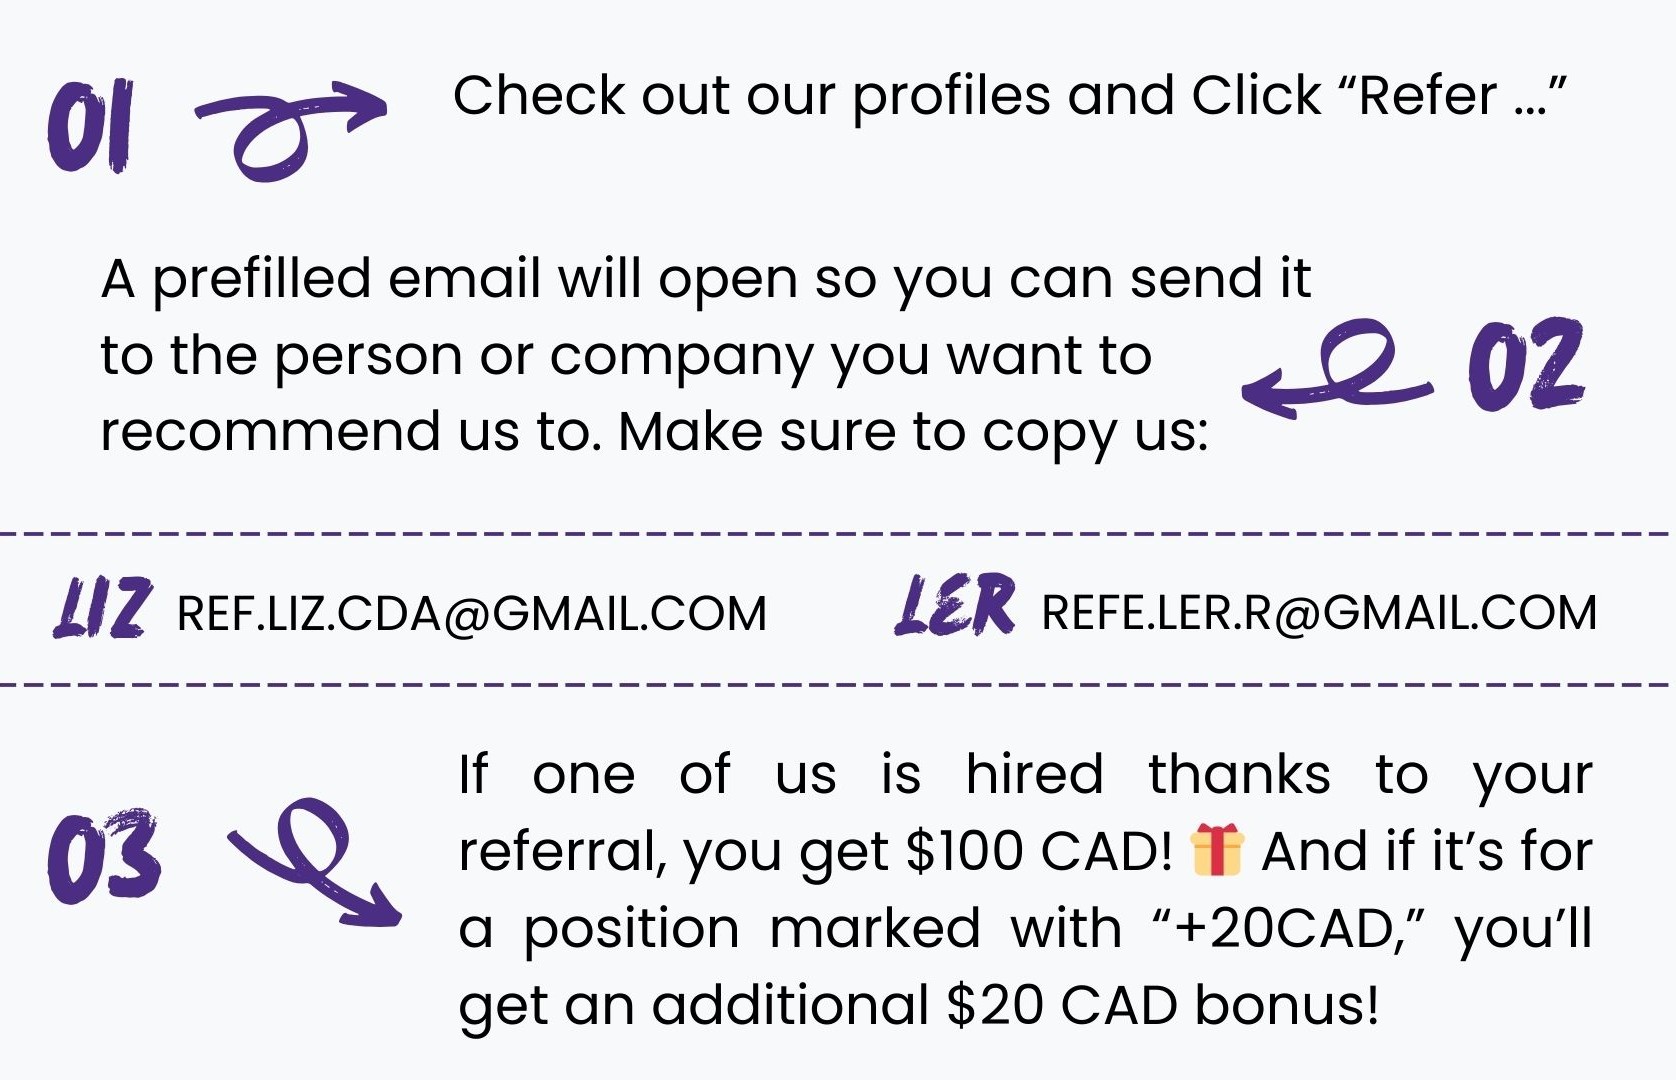 01
Check out our profiles and Click “Refer ...”
A prefilled email will open so you can send it
to the person or company you want to
recommend us to. Make sure to copy us:
02
LIZ REF.LIZ.CDA@GMAIL.COM
LER REFE.LER.R@GMAIL.COM
03
If one of us is hired thanks to your
referral, you get $100 CAD! 🎁 And if it’s for
a position marked with “+20CAD,” you’ll
get an additional $20 CAD bonus!